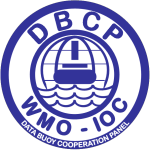 DBCP
WMO - IOC
DATA BUOY COOPERATION PANEL